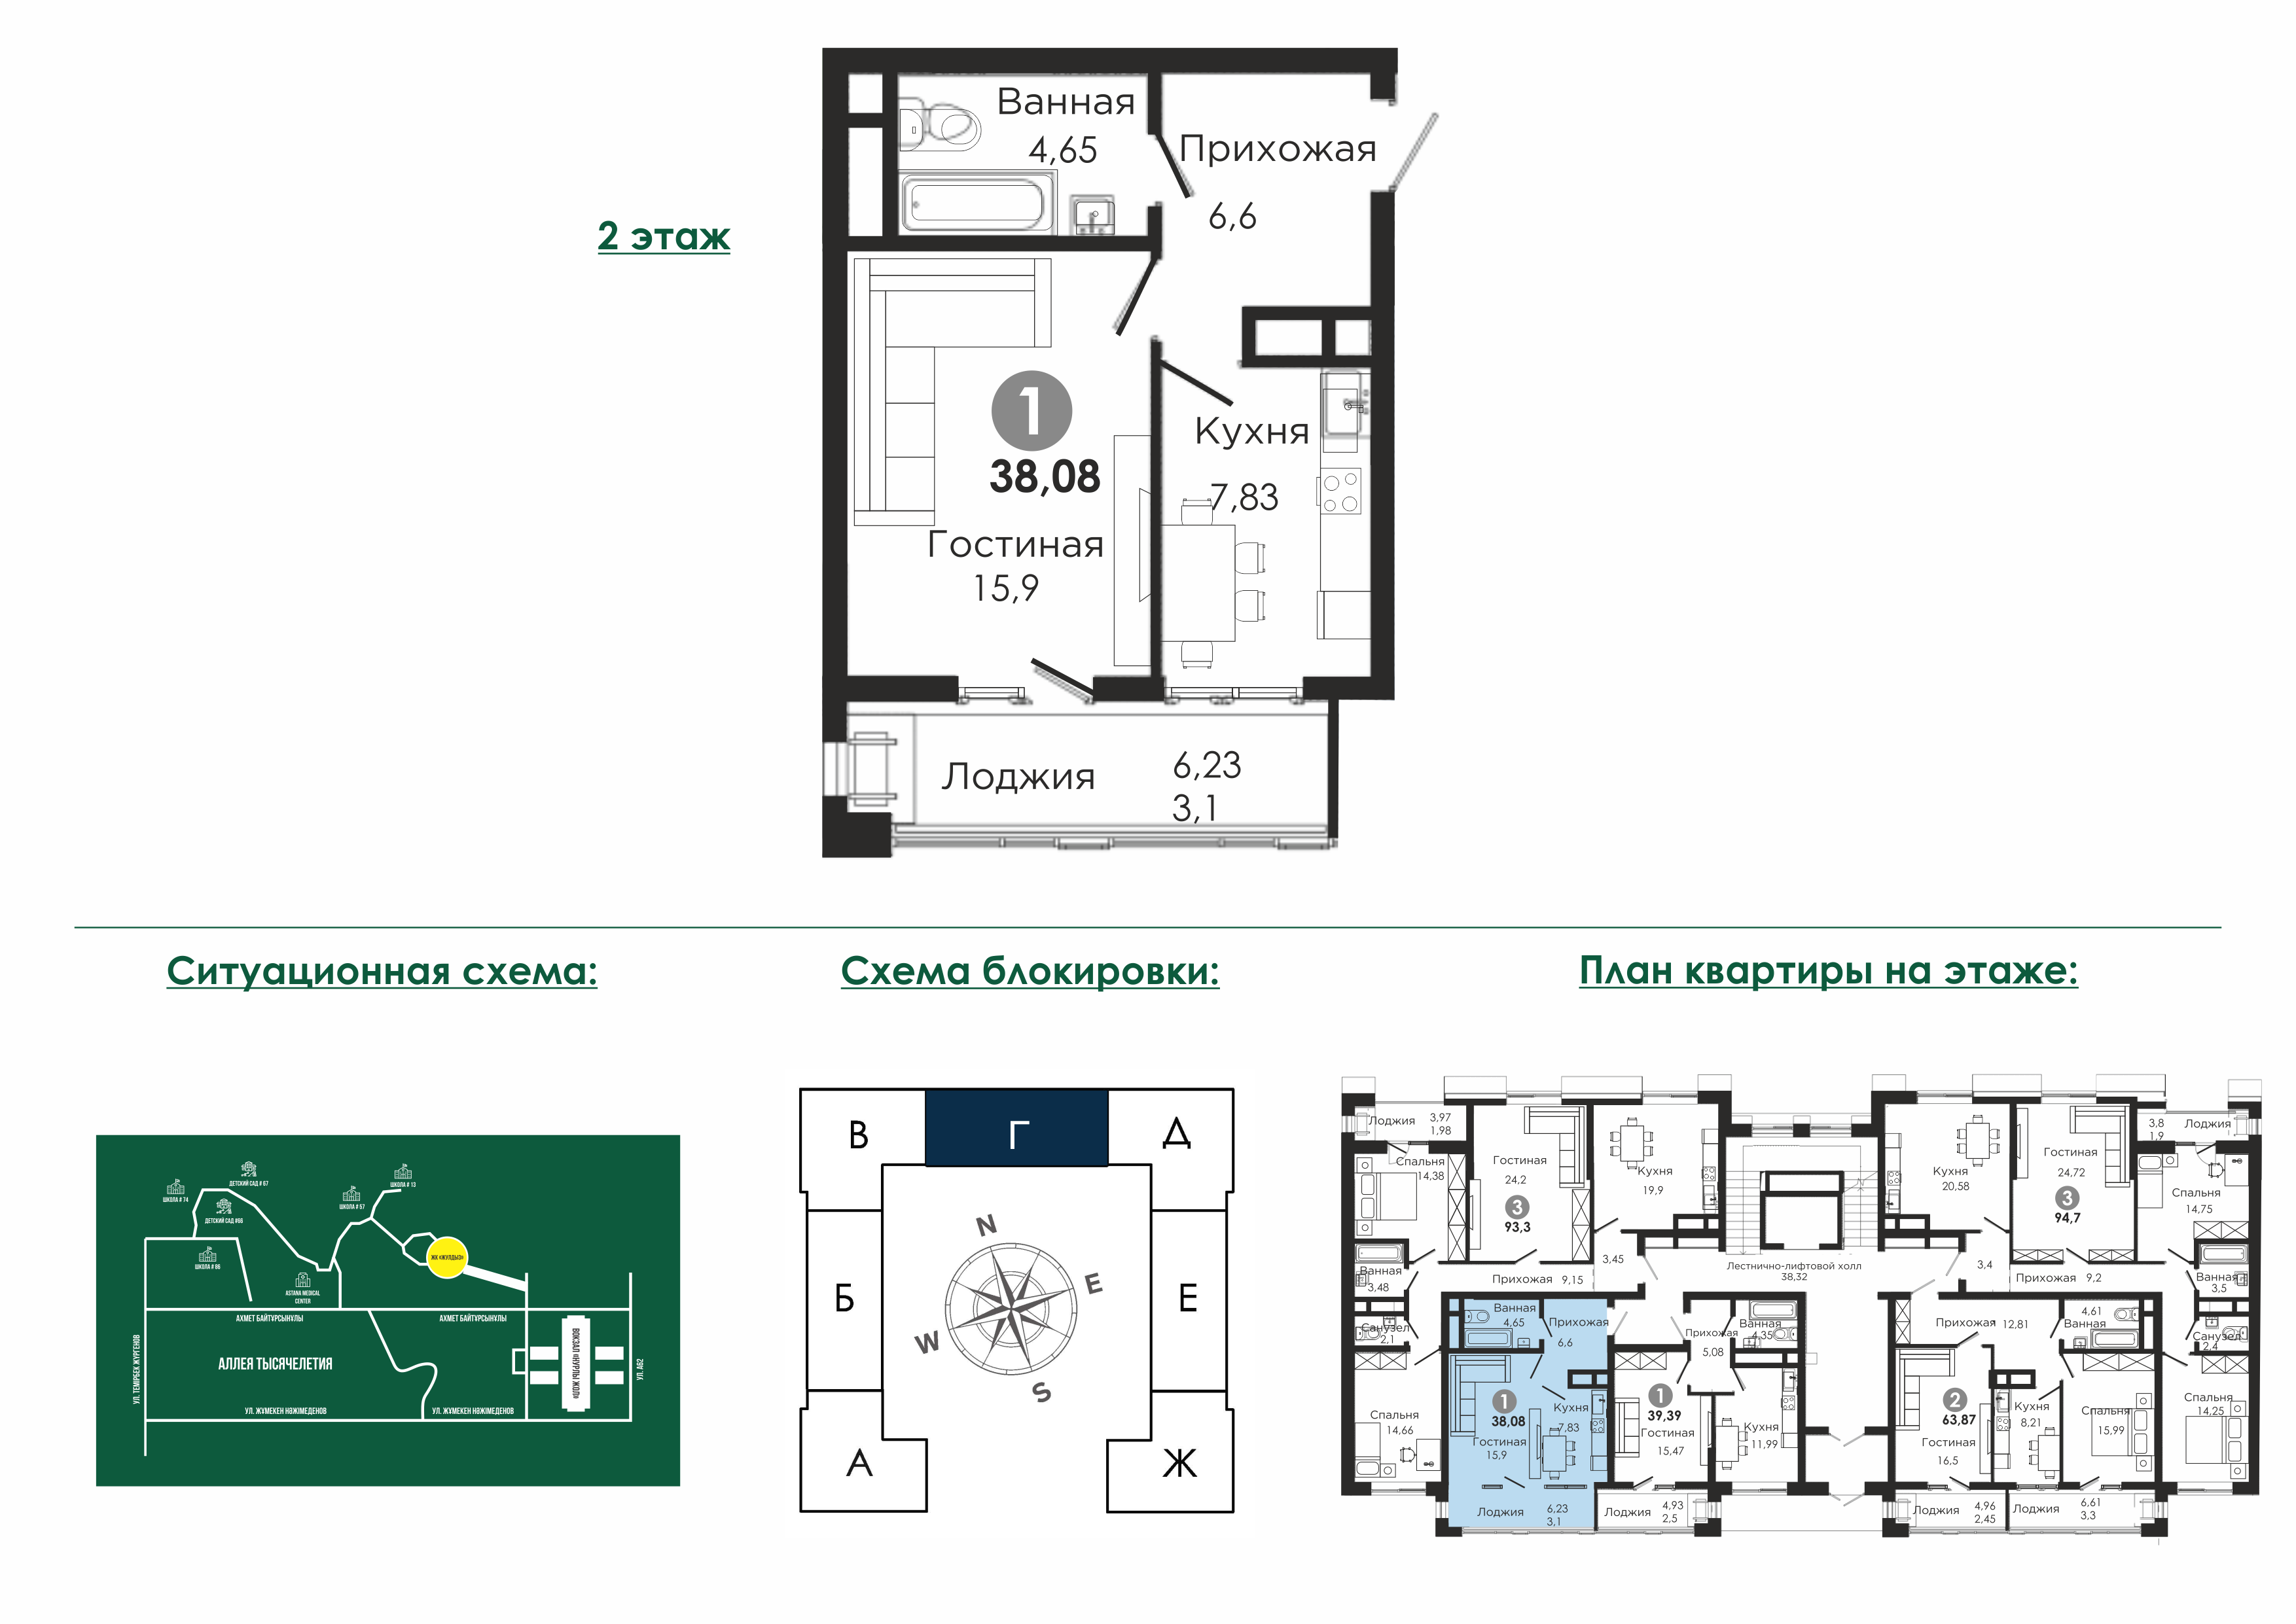 2 этаж
Ванная
4,65
Прихожая
6,6
1
38,08
Гостиная
15,9
Кухня
7,83
Лоджия
6,23
3,1
Ситуационная схема:
Схема блокировки:
План квартиры на этаже:
ШКОЛА # 74
ДЕТСКИЙ САД # 67
ДЕТСКИЙ САД #66
ШКОЛА # 57
ШКОЛА # 13
ШКОЛА # 86
ЖК «ЖУЛДЫЗ»
ASTANA MEDICAL
CENTER
АХМЕТ БАЙТҰРСЫНҰЛЫ
АХМЕТ БАЙТҰРСЫНҰЛЫ
УЛ. ТЕМІРБЕК ЖҮРГЕНОВ
АЛЛЕЯ ТЫСЯЧЕЛЕТИЯ
ВОКЗАЛ «НУРЛЫ ЖОЛ»
УЛ. А62
УЛ. ЖҰМЕКЕН НӘЖІМЕДЕНОВ
УЛ. ЖҰМЕКЕН НӘЖІМЕДЕНОВ
В
Г
Д
Б
Е
А
Ж
N
E
W
S
Лоджия
3,97
1,98
Спальня
14,38
Гостиная
24,2
3
93,3
Кухня
19,9
Ванная
3,48
Прихожая 9,15
3,45
Санузел
2,1
Спальня
14,66
Лестнично-лифтовой холл
38,32
Кухня
20,58
Гостиная
24,72
3
94,7
3,8
1,9
Лоджия
Спальня
14,75
3,4
Прихожая 9,2
Ванная
3,5
Санузел
2,4
Спальня
14,25
Ванная
4,65
Прихожая
6,6
1
38,08
Гостиная
15,9
Кухня
7,83
Лоджия
6,23
3,1
Прихожая
5,08
Ванная
4,35
1
39,39
Гостиная
15,47
Кухня
11,99
Лоджия
4,93
2,5
Прихожая 12,81
4,61
Ванная
2
63,87
Гостиная
16,5
Кухня
8,21
Спальня
15,99
Лоджия
4,96
2,45
Лоджия
6,61
3,3